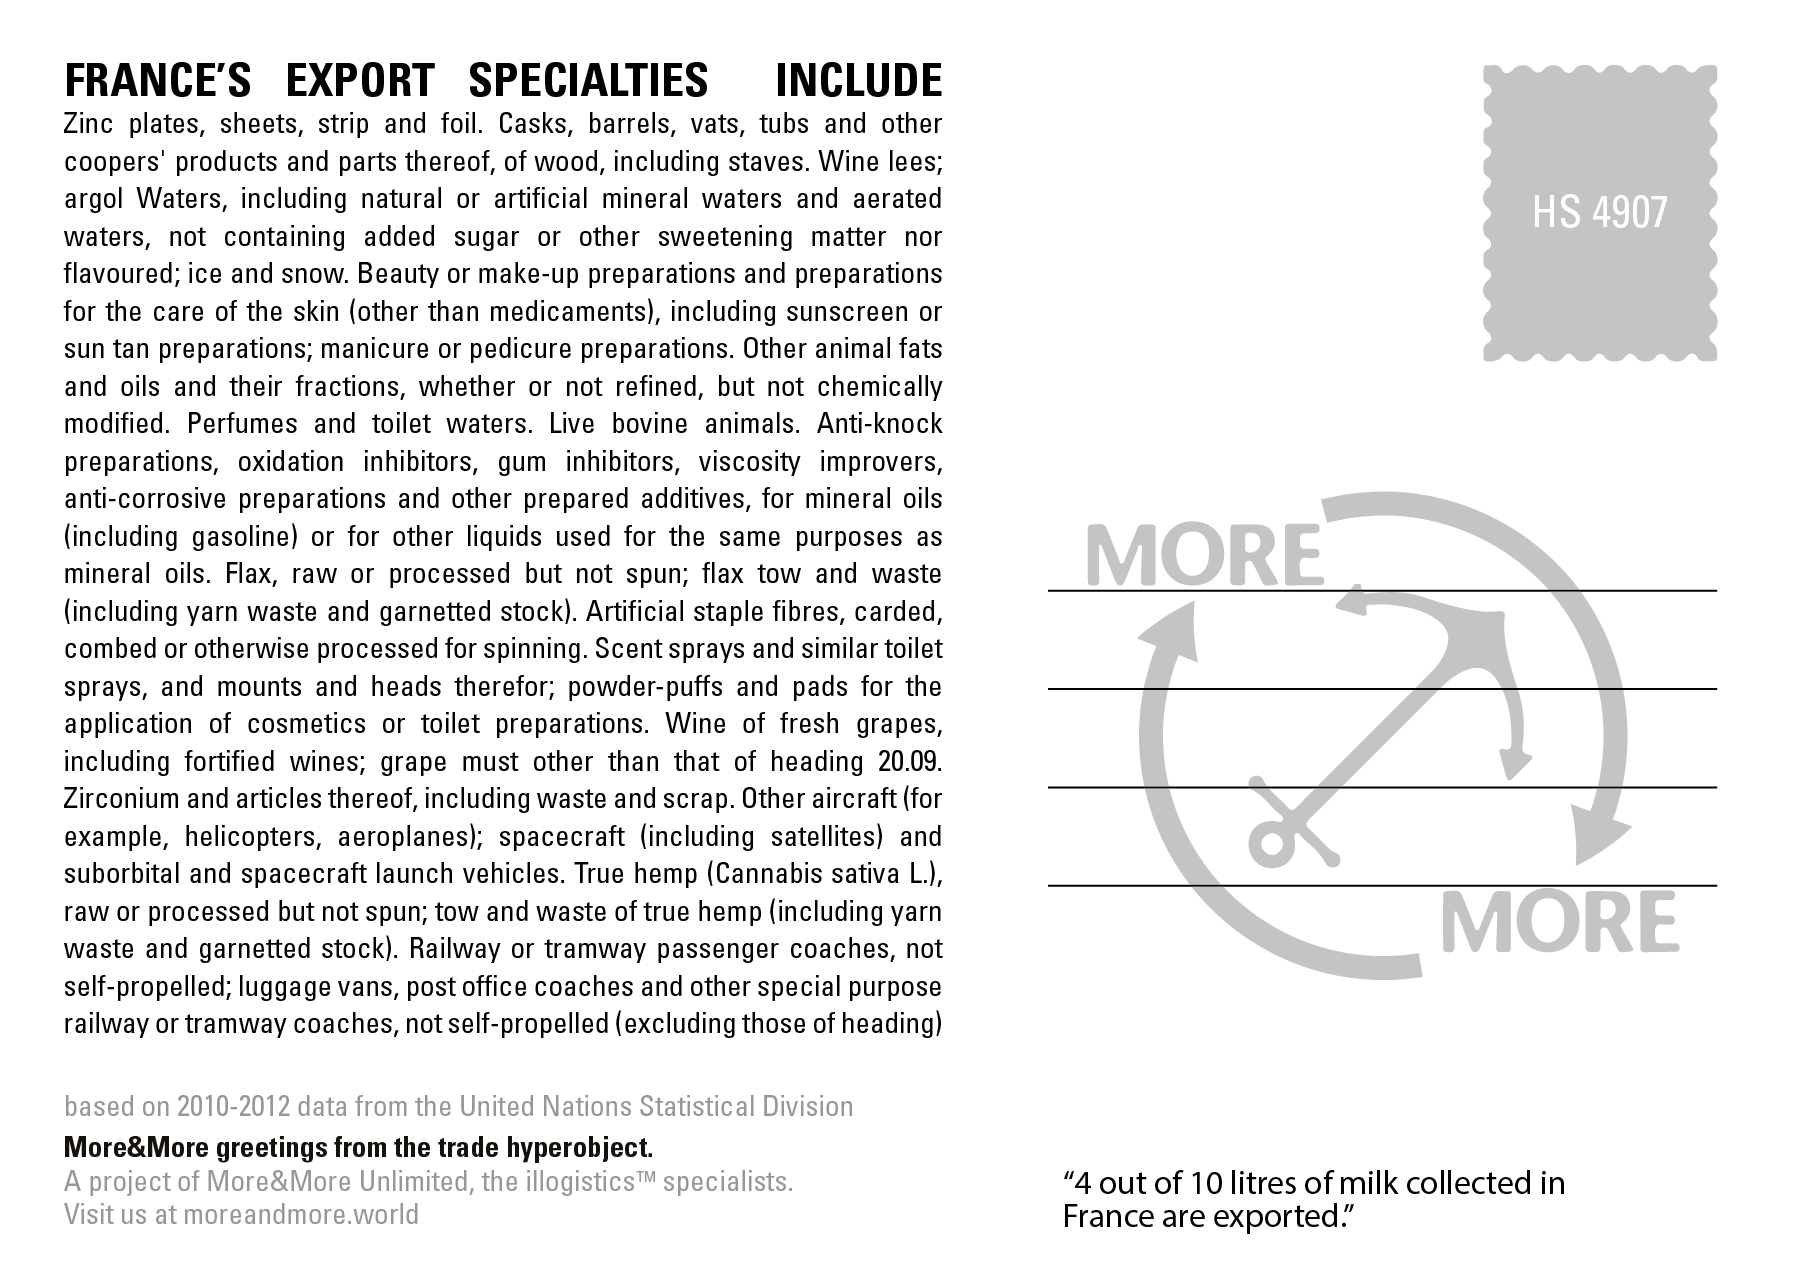 FRANCE’S EXPORT SPECIALTIES INCLUDE
Zinc plates, sheets, strip and foil. Casks, barrels, vats, tubs and other
coopers' products and parts thereof, of wood, including staves. Wine lees;
argol Waters, including natural or artificial mineral waters and aerated
waters, not containing added sugar or other sweetening matter nor
flavoured; ice and snow. Beauty or make-up preparations and preparations
for the care of the skin (other than medicaments), including sunscreen or
sun tan preparations; manicure or pedicure preparations. Other animal fats
and oils and their fractions, whether or not refined, but not chemically
modified. Perfumes and toilet waters. Live bovine animals. Anti-knock
preparations, oxidation inhibitors, gum inhibitors, viscosity improvers,
anti-corrosive preparations and other prepared additives, for mineral oils
(including gasoline) or for other liquids used for the same purposes as
mineral oils. Flax, raw or processed but not spun; flax tow and waste
(including yarn waste and garnetted stock). Artificial staple fibres, carded,
combed or otherwise processed for spinning. Scent sprays and similar toilet
sprays, and mounts and heads therefor; powder-puffs and pads for the
application of cosmetics or toilet preparations. Wine of fresh grapes,
including fortified wines; grape must other than that of heading 20.09.
Zirconium and articles thereof, including waste and scrap. Other aircraft (for
example, helicopters, aeroplanes); spacecraft (including satellites) and
suborbital and spacecraft launch vehicles. True hemp (Cannabis sativa L.),
raw or processed but not spun; tow and waste of true hemp (including yarn
waste and garnetted stock). Railway or tramway passenger coaches, not
self-propelled; luggage vans, post office coaches and other special purpose
railway or tramway coaches, not self-propelled (excluding those of heading)
based on 2010-2012 data from the United Nations Statistical Division
More&More greetings from the trade hyperobject.
A project of More&More Unlimited, the illogistics™ specialists.
Visit us at moreandmore.world
HS 4907
MORE
MORE
“4 out of 10 litres of milk collected in
France are exported.”